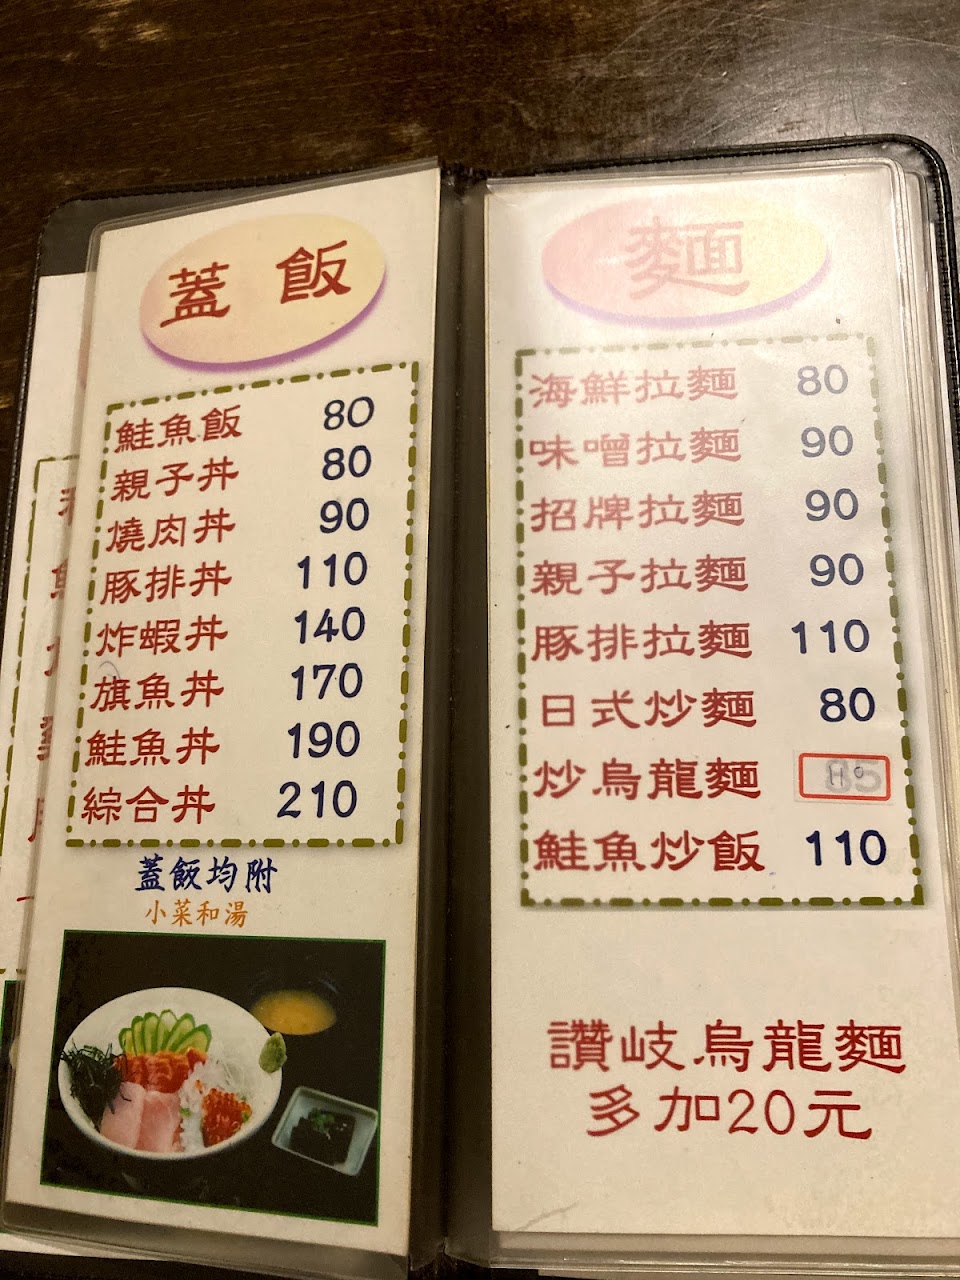 蓋飯
鮭魚飯 80
親子丼 80
燒肉丼 90
豚排丼 110
炸蝦丼 140
旗魚丼 170
鮭魚丼 190
綜合丼 210
蓋飯均附
小菜和湯
麵
海鮮拉麵 80
味噌拉麵 90
招牌拉麵 90
親子拉麵 90
豚排拉麵 110
日式炒麵 80
炒烏龍麵
鮭魚炒飯 110
讚岐烏龍麵
多加20元